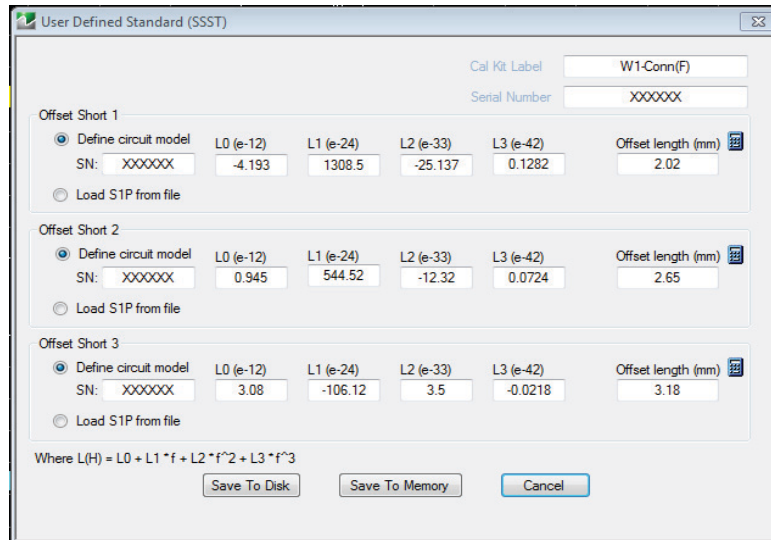 User Defined Standard (SSST)
Cal Kit Label W1-Conn(F)
Serial Number XXXXXX
Offset Short 1
Define circuit model L0 (e-12) L1 (e-24) L2 (e-33) L3 (e-42) Offset length (mm)
SN: XXXXXX -4.193 1308.5 -25.137 0.1282 2.02
Load S1P from file
Offset Short 2
Define circuit model L0 (e-12) L1 (e-24) L2 (e-33) L3 (e-42) Offset length (mm)
SN: XXXXXX 0.945 544.52 -12.32 0.0724 2.65
Load S1P from file
Offset Short 3
Define circuit model L0 (e-12) L1 (e-24) L2 (e-33) L3 (e-42) Offset length (mm)
SN: XXXXXX 3.08 -106.12 3.5 -0.0218 3.18
Load S1P from file
Where L(H) = L0 + L1 *f + L2 *f^2 + L3 *f^3
Save To Disk Save To Memory Cancel